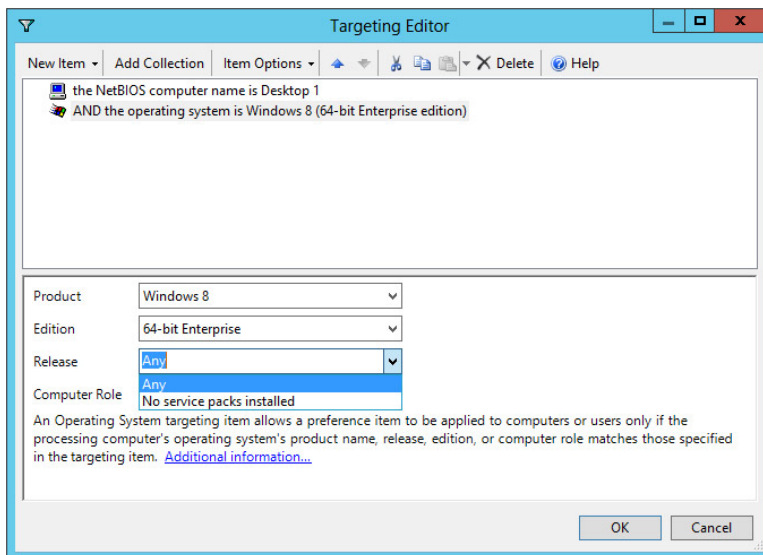 Targeting Editor
New Item Add Collection Item Options Delete Help
the NetBIOS computer name is Desktop 1
AND the operating system is Windows 8 (64-bit Enterprise edition)
Product Windows 8
Edition 64-bit Enterprise
Release Any
Any
Computer Role No service packs installed
An Operating System targeting item allows a preference item to be applied to computers or users only if the
processing computer's operating system's product name, release, edition, or computer role matches those specified
in the targeting item. Additional information...
OK Cancel